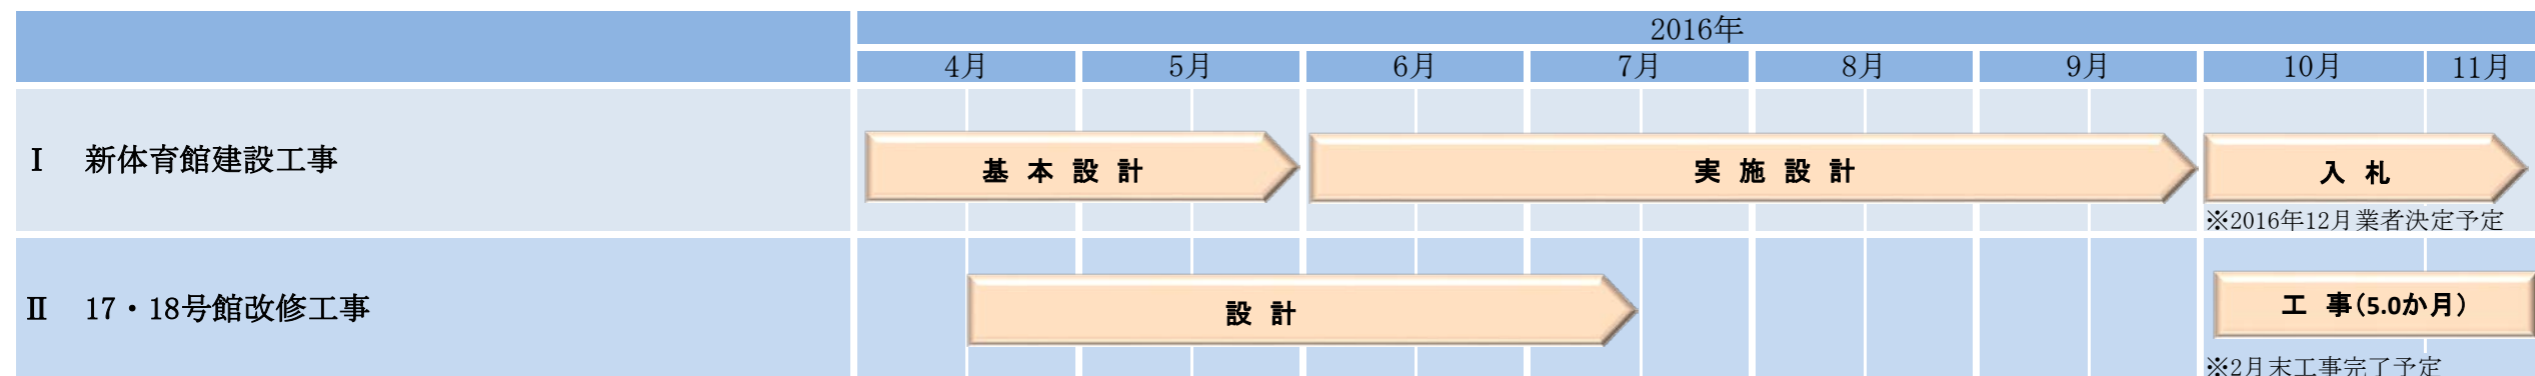 2016年
4月 5月 6月 7月 8月 9月 10月 11月
Ⅰ 新体育館建設工事
基 本 設 計 実 施 設 計 入 札
※2016年12月業者決定予定
Ⅱ 17・18号館改修工事
設 計 工 事(5.0か月)
※2月末工事完了予定